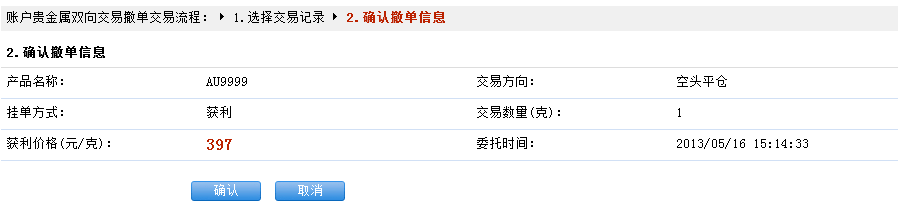 账户贵金属双向交易撤单交易流程： 1.选择交易记录 2.确认撤单信息
2.确认撤单信息
产品名称： AU9999 交易方向： 空头平仓
挂单方式： 获利 交易数量(克)： 1
获利价格(元/克)： 397 委托时间： 2013/05/16 15:14:33
确认 取消